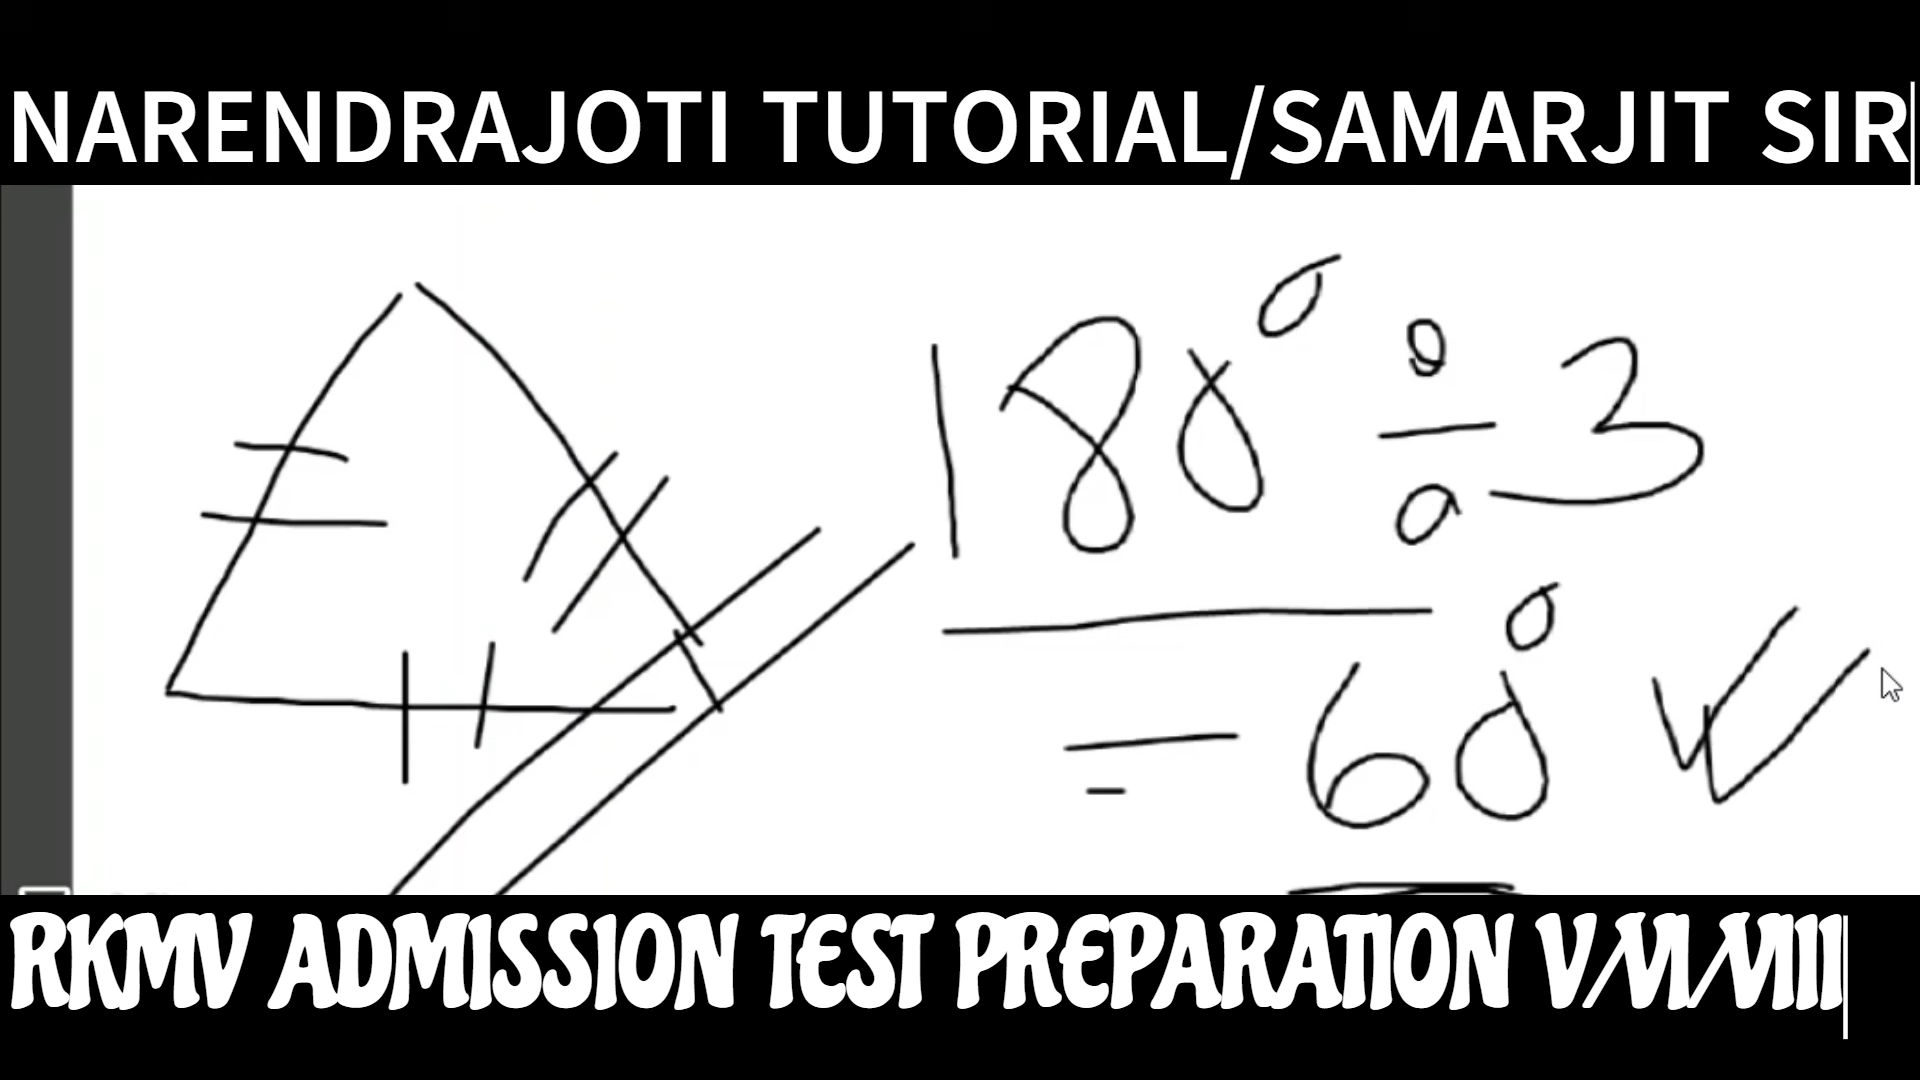 NARENDRAJOTI TUTORIAL/SAMARJIT SIR
180° ÷ 3
= 60°
RKMV ADMISSION TEST PREPARATION V/VI/VIII